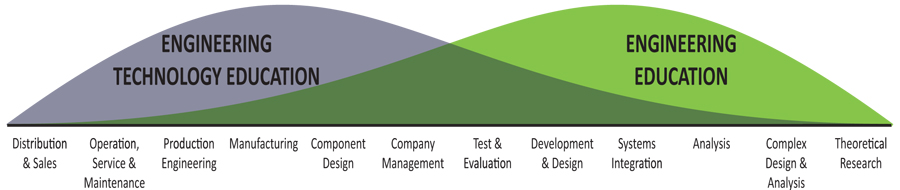 ENGINEERING
TECHNOLOGY EDUCATION
ENGINEERING
EDUCATION
Distribution
& Sales
Operation,
Service &
Maintenance
Production
Engineering
Manufacturing
Component
Design
Company
Management
Test &
Evaluation
Development
& Design
Systems
Integration
Analysis
Complex
Design &
Analysis
Theoretical
Research